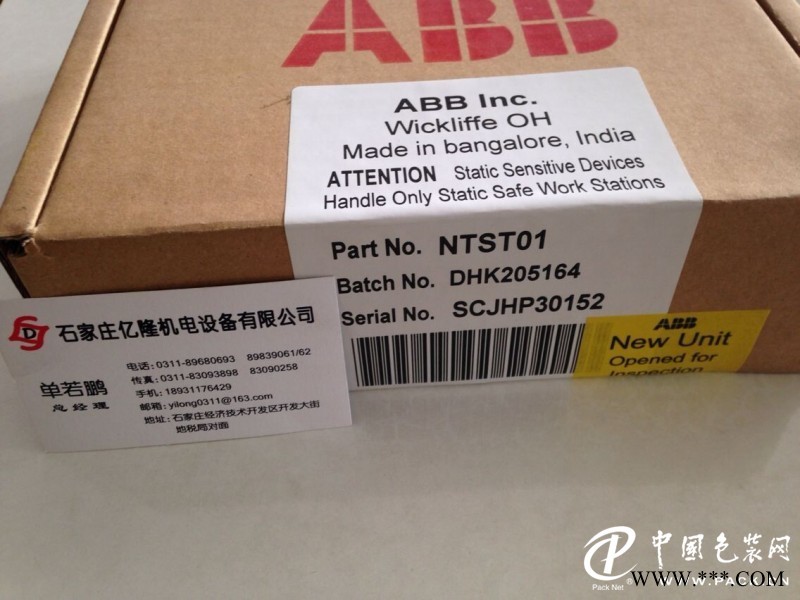 ABB
ABB Inc.
Wickliffe OH
Made in bangalore, India
ATTENTION Static Sensitive Devices
Handle Only Static Safe Work Stations
Part No. NTST01
Batch No. DHK205164
Serial No. SCJHP30152
ABB
New Unit
Opened for
Inspection
石家庄亿隆机电设备有限公司
电话:0311-89680693 89839061/62
传真:0311-83093898 83090258
单若鹏
手机:18931176429
总经理
邮箱:yilong0311@163.com
地址:石家庄经济技术开发区开发大街
地税局对面
中国包装网
Pack Net
WWW.***.COM